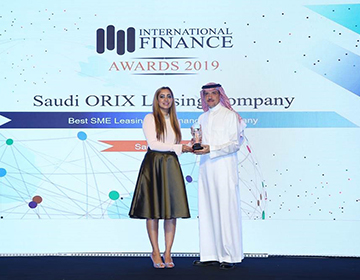 INTERNATIONAL
FINANCE
AWARDS 2019
Saudi ORIX Leasing Company
Best SME Leasing